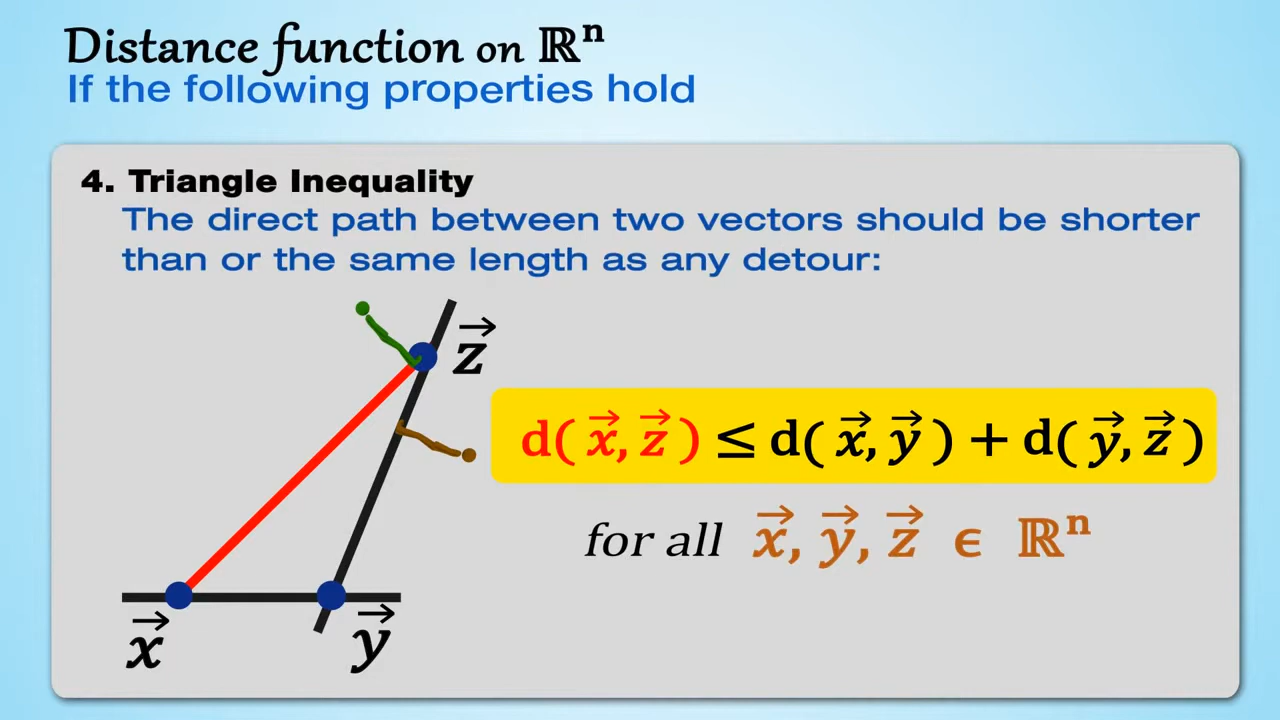 Distance function on ℝⁿ
If the following properties hold
4. Triangle Inequality
The direct path between two vectors should be shorter
than or the same length as any detour:
z⃗
d( x⃗, z⃗ ) ≤ d( x⃗, y⃗ ) + d( y⃗, z⃗ )
for all x⃗, y⃗, z⃗ ϵ ℝⁿ
x⃗ y⃗